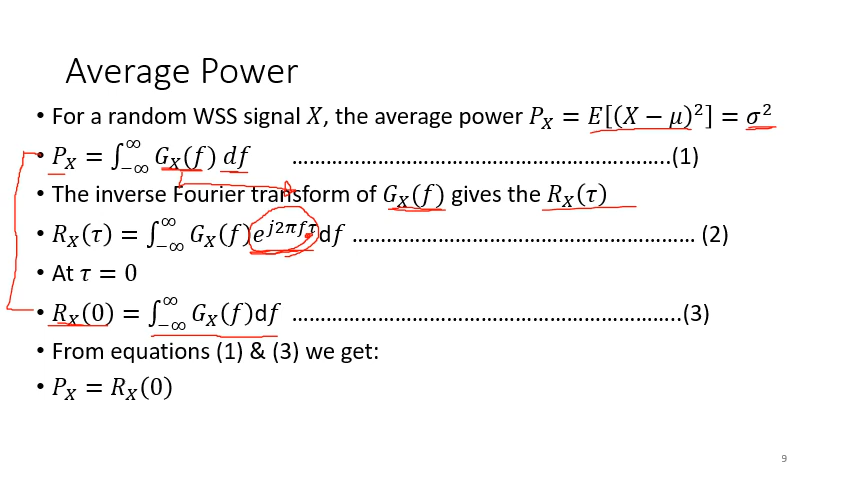 Average Power
• For a random WSS signal 𝑋, the average power 𝑃_𝑋 = 𝐸[(𝑋 − 𝜇)²] = 𝜎²
• 𝑃_𝑋 = ∫_{−∞}^{∞} 𝐺_𝑋(𝑓) 𝑑𝑓 ……………………………………………………………(1)
• The inverse Fourier transform of 𝐺_𝑋(𝑓) gives the 𝑅_𝑋(𝜏)
• 𝑅_𝑋(𝜏) = ∫_{−∞}^{∞} 𝐺_𝑋(𝑓)𝑒^{𝑗2𝜋𝑓𝜏}d𝑓 …………………………………………………… (2)
• At 𝜏 = 0
• 𝑅_𝑋(0) = ∫_{−∞}^{∞} 𝐺_𝑋(𝑓)d𝑓 ……………………………………………………………(3)
• From equations (1) & (3) we get:
• 𝑃_𝑋 = 𝑅_𝑋(0)
9